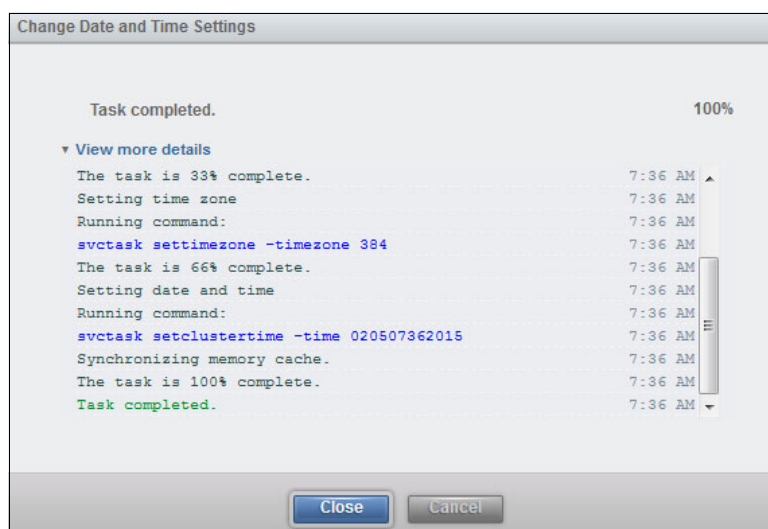 Change Date and Time Settings
Task completed. 100%
▾ View more details
The task is 33% complete. 7:36 AM
Setting time zone 7:36 AM
Running command: 7:36 AM
svctask settimezone -timezone 384 7:36 AM
The task is 66% complete. 7:36 AM
Setting date and time 7:36 AM
Running command: 7:36 AM
svctask setclustertime -time 020507362015 7:36 AM
Synchronizing memory cache. 7:36 AM
The task is 100% complete. 7:36 AM
Task completed. 7:36 AM
Close Cancel